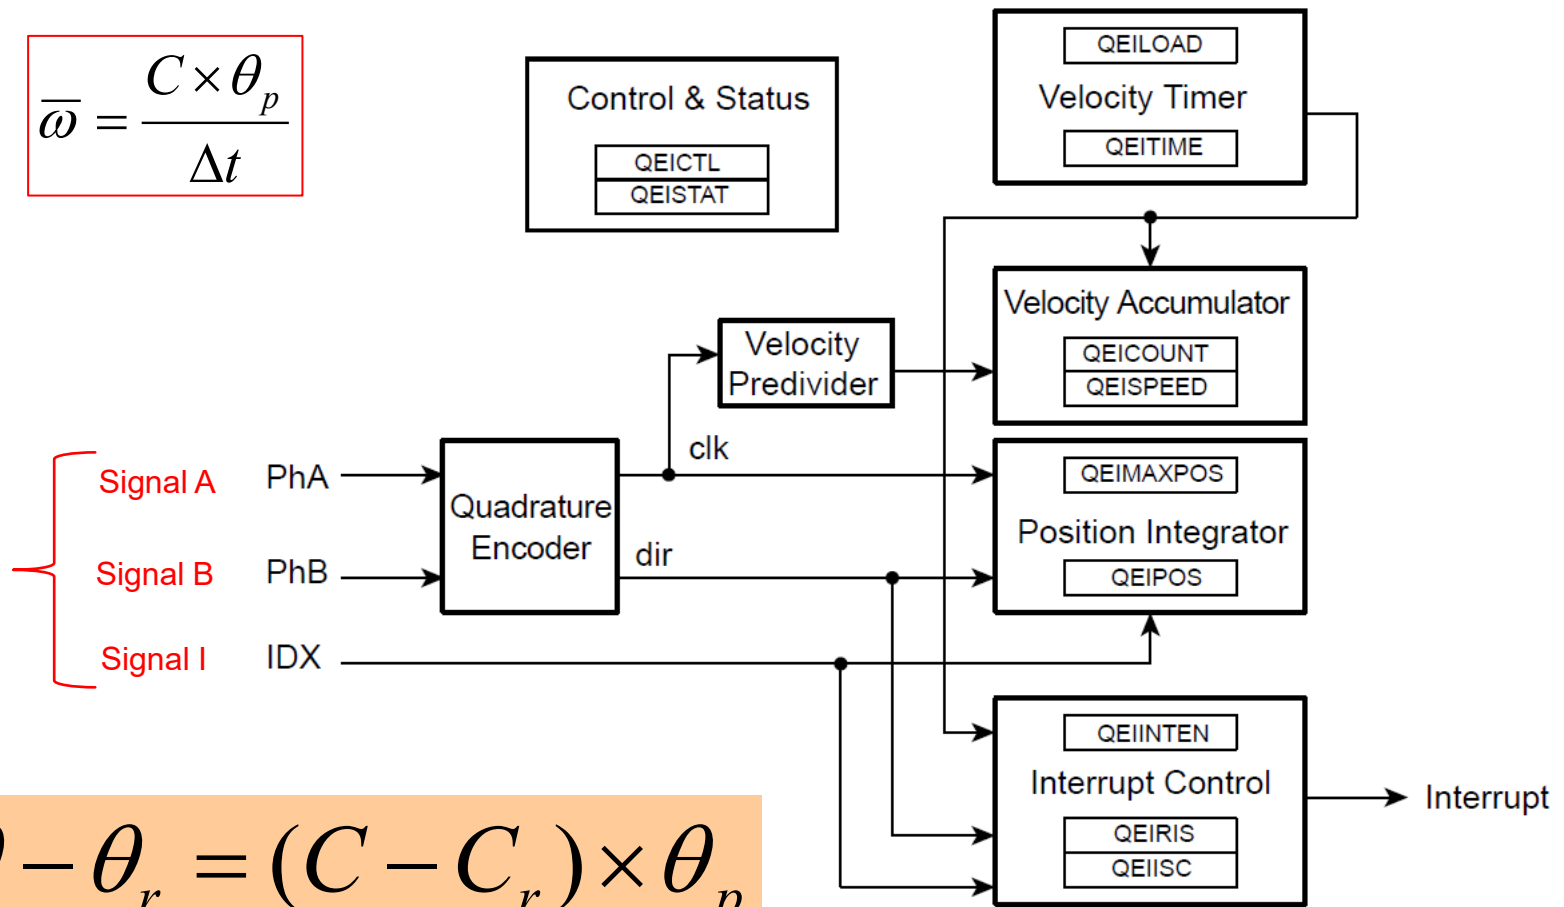 ω̅ = C × θp / Δt
Control & Status
QEICTL
QEISTAT
QEILOAD
Velocity Timer
QEITIME
Velocity Accumulator
QEICOUNT
QEISPEED
Velocity
Predivider
clk
Signal A PhA
Quadrature
Encoder
dir
Signal B PhB
Signal I IDX
QEIMAXPOS
Position Integrator
QEIPOS
QEIINTEN
Interrupt Control
QEIRIS
QEIISC
Interrupt
− θr = (C − Cr) × θp